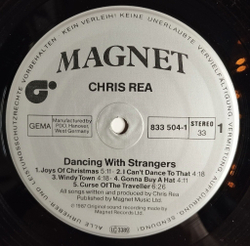 MAGNET
CHRIS REA
GEMA
Manufactured by
PDO, Hanover,
West Germany
833 504-1
STEREO
33
1
Dancing With Strangers
1. Joys Of Christmas 5:11 - 2. I Can't Dance To That 4:18
3. Windy Town 4:18 - 4. Gonna Buy A Hat 4:11
5. Curse Of The Traveller 6:26
All songs written and produced by Chris Rea
Published by Magnet Music Ltd.
℗ 1987 Original sound recording made by
Magnet Records Ltd.
LC 3380